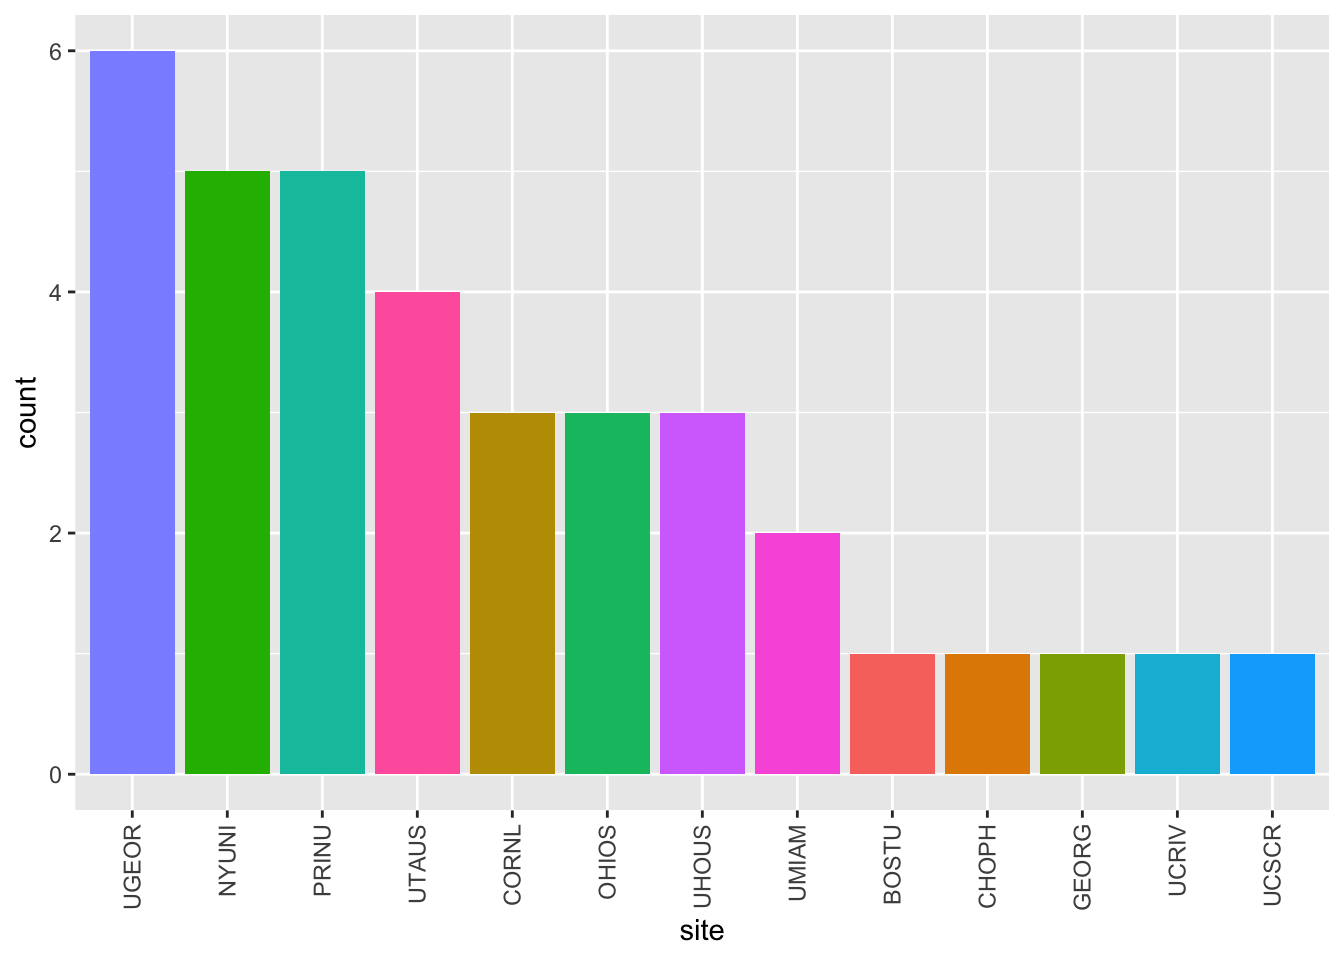 6
4
2
0
count
UGEOR
NYUNI
PRINU
UTAUS
CORNL
OHIOS
UHOUS
UMIAM
BOSTU
CHOPH
GEORG
UCRIV
UCSCR
site